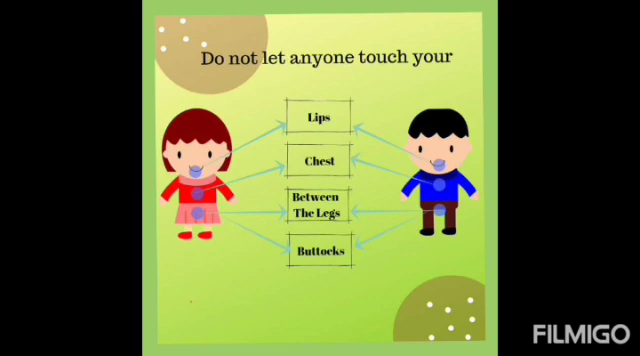 Do not let anyone touch your
Lips
Chest
Between
The Legs
Buttocks
FILMIGO